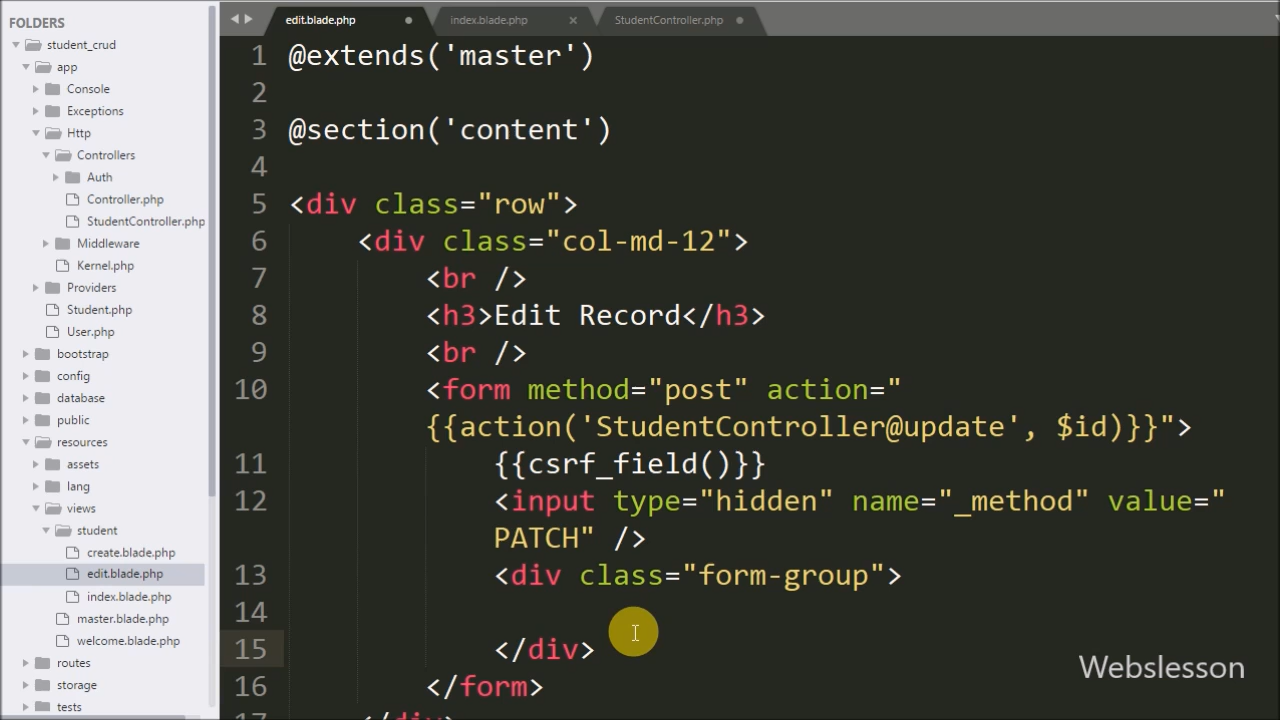 FOLDERS
student_crud
app
Console
Exceptions
Http
Controllers
Auth
Controller.php
StudentController.php
Middleware
Kernel.php
Providers
Student.php
User.php
bootstrap
config
database
public
resources
assets
lang
views
student
create.blade.php
edit.blade.php
index.blade.php
master.blade.php
welcome.blade.php
routes
storage
tests
edit.blade.php
index.blade.php
StudentController.php
1 @extends('master')
2
3 @section('content')
4
5 <div class="row">
6 <div class="col-md-12">
7 <br />
8 <h3>Edit Record</h3>
9 <br />
10 <form method="post" action="
{{action('StudentController@update', $id)}}">
11 {{csrf_field()}}
12 <input type="hidden" name="_method" value="
PATCH" />
13 <div class="form-group">
14
15 </div>
16 </form>
17 </div>
Webslesson